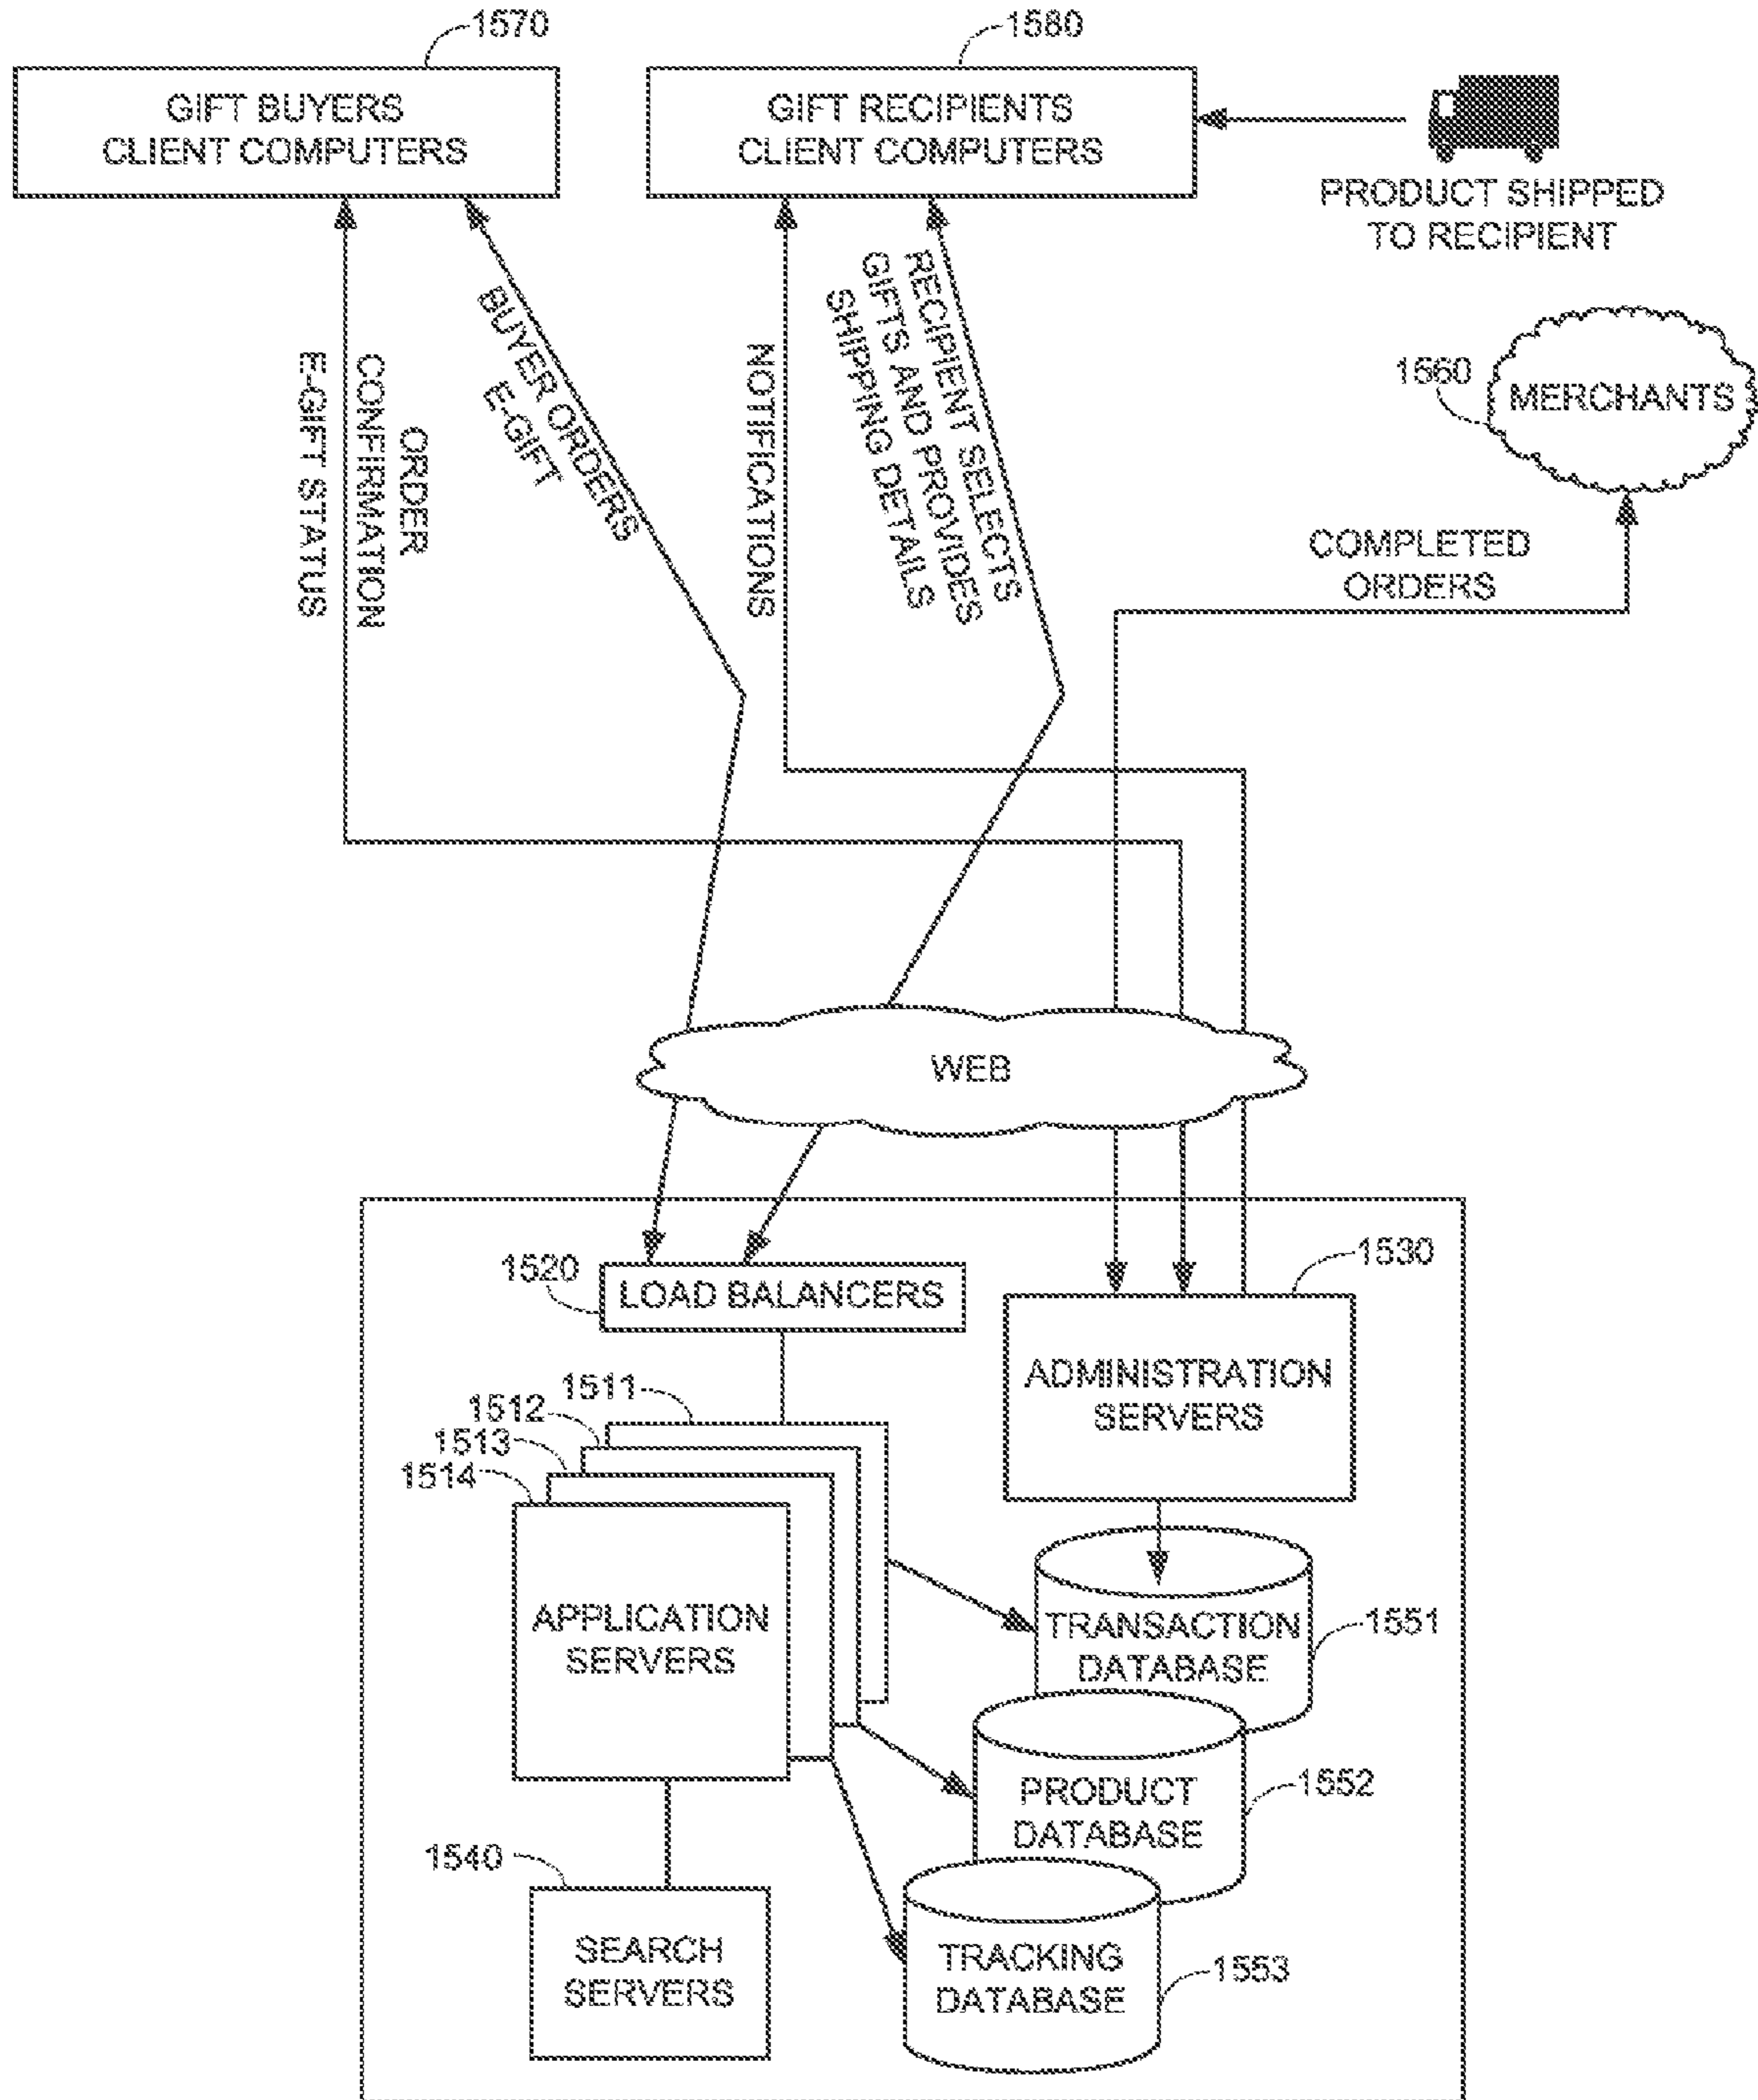 1570
GIFT BUYERS
CLIENT COMPUTERS
1580
GIFT RECIPIENTS
CLIENT COMPUTERS
PRODUCT SHIPPED
TO RECIPIENT
1560
MERCHANTS
ORDER
CONFIRMATION
E-GIFT STATUS
BUYER ORDERS
E-GIFT
NOTIFICATIONS
RECIPIENT SELECTS
GIFTS AND PROVIDES
SHIPPING DETAILS
COMPLETED
ORDERS
WEB
1520
LOAD BALANCERS
1530
ADMINISTRATION
SERVERS
1511
1512
1513
1514
APPLICATION
SERVERS
TRANSACTION
DATABASE
1551
PRODUCT
DATABASE
1552
1540
SEARCH
SERVERS
TRACKING
DATABASE
1553